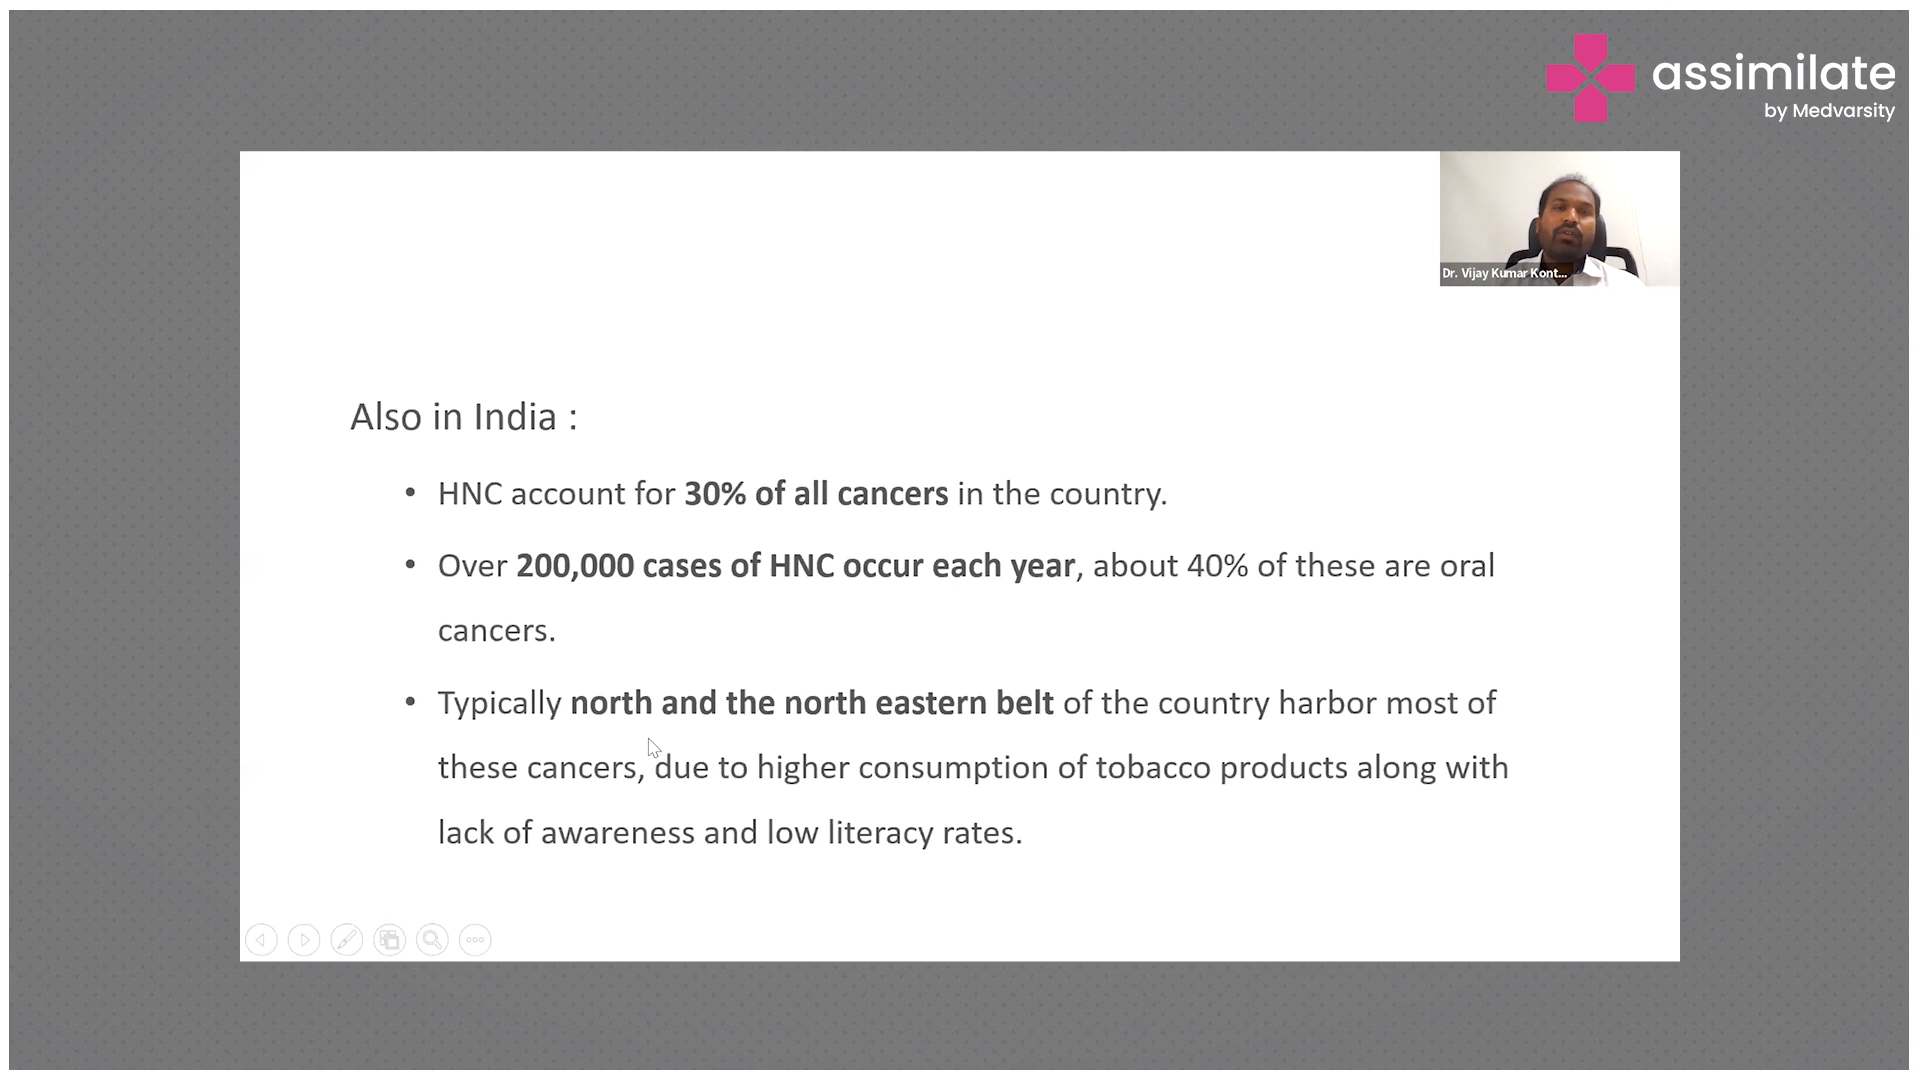 assimilate
by Medvarsity
Dr. Vijay Kumar Kont...
Also in India :
• HNC account for 30% of all cancers in the country.
• Over 200,000 cases of HNC occur each year, about 40% of these are oral
cancers.
• Typically north and the north eastern belt of the country harbor most of
these cancers, due to higher consumption of tobacco products along with
lack of awareness and low literacy rates.